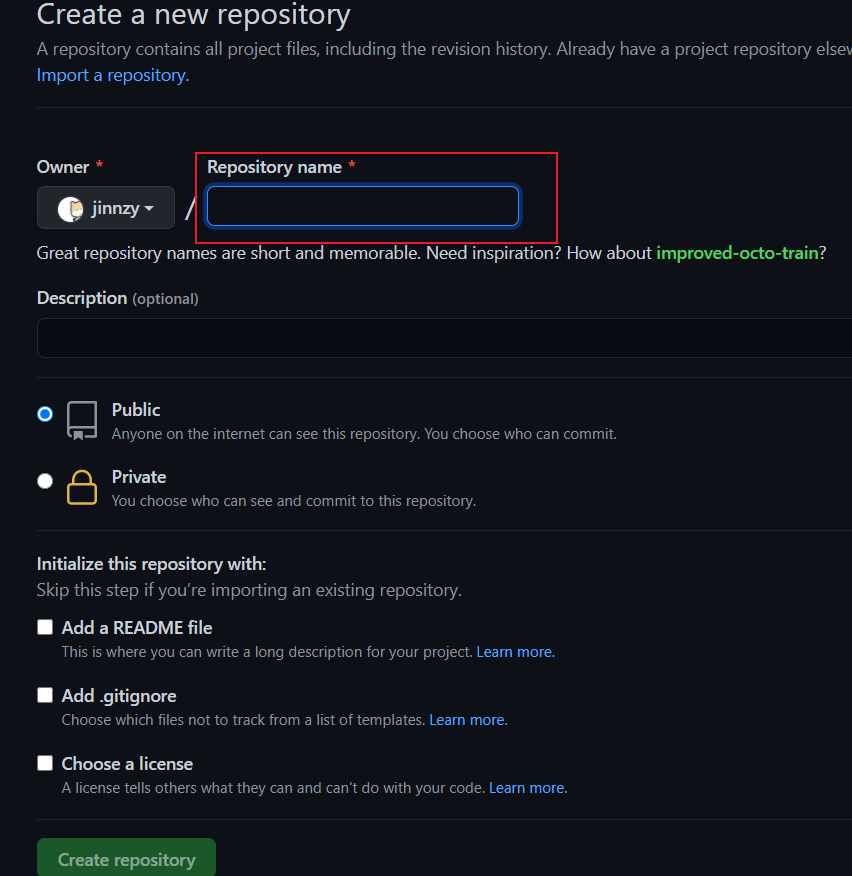 Create a new repository
A repository contains all project files, including the revision history. Already have a project repository
Import a repository.
Owner *
Repository name *
jinnzy
/
Great repository names are short and memorable. Need inspiration? How about improved-octo-train?
Description (optional)
Public
Anyone on the internet can see this repository. You choose who can commit.
Private
You choose who can see and commit to this repository.
Initialize this repository with:
Skip this step if you’re importing an existing repository.
Add a README file
This is where you can write a long description for your project. Learn more.
Add .gitignore
Choose which files not to track from a list of templates. Learn more.
Choose a license
A license tells others what they can and can't do with your code. Learn more.
Create repository